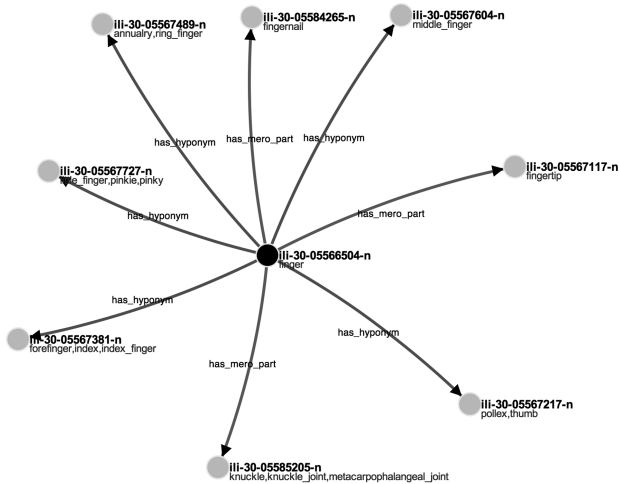 ili-30-05567489-n
annualry,ring_finger
ili-30-05584265-n
fingernail
ili-30-05567604-n
middle_finger
has_hyponym
has_mero_part
has_hyponym
ili-30-05567727-n
little_finger,pinkie,pinky
ili-30-05567117-n
fingertip
has_hyponym
has_mero_part
ili-30-05566504-n
finger
has_hyponym
ili-30-05567381-n
forefinger,index,index_finger
has_hyponym
has_mero_part
ili-30-05567217-n
pollex,thumb
ili-30-05585205-n
knuckle,knuckle_joint,metacarpophalangeal_joint